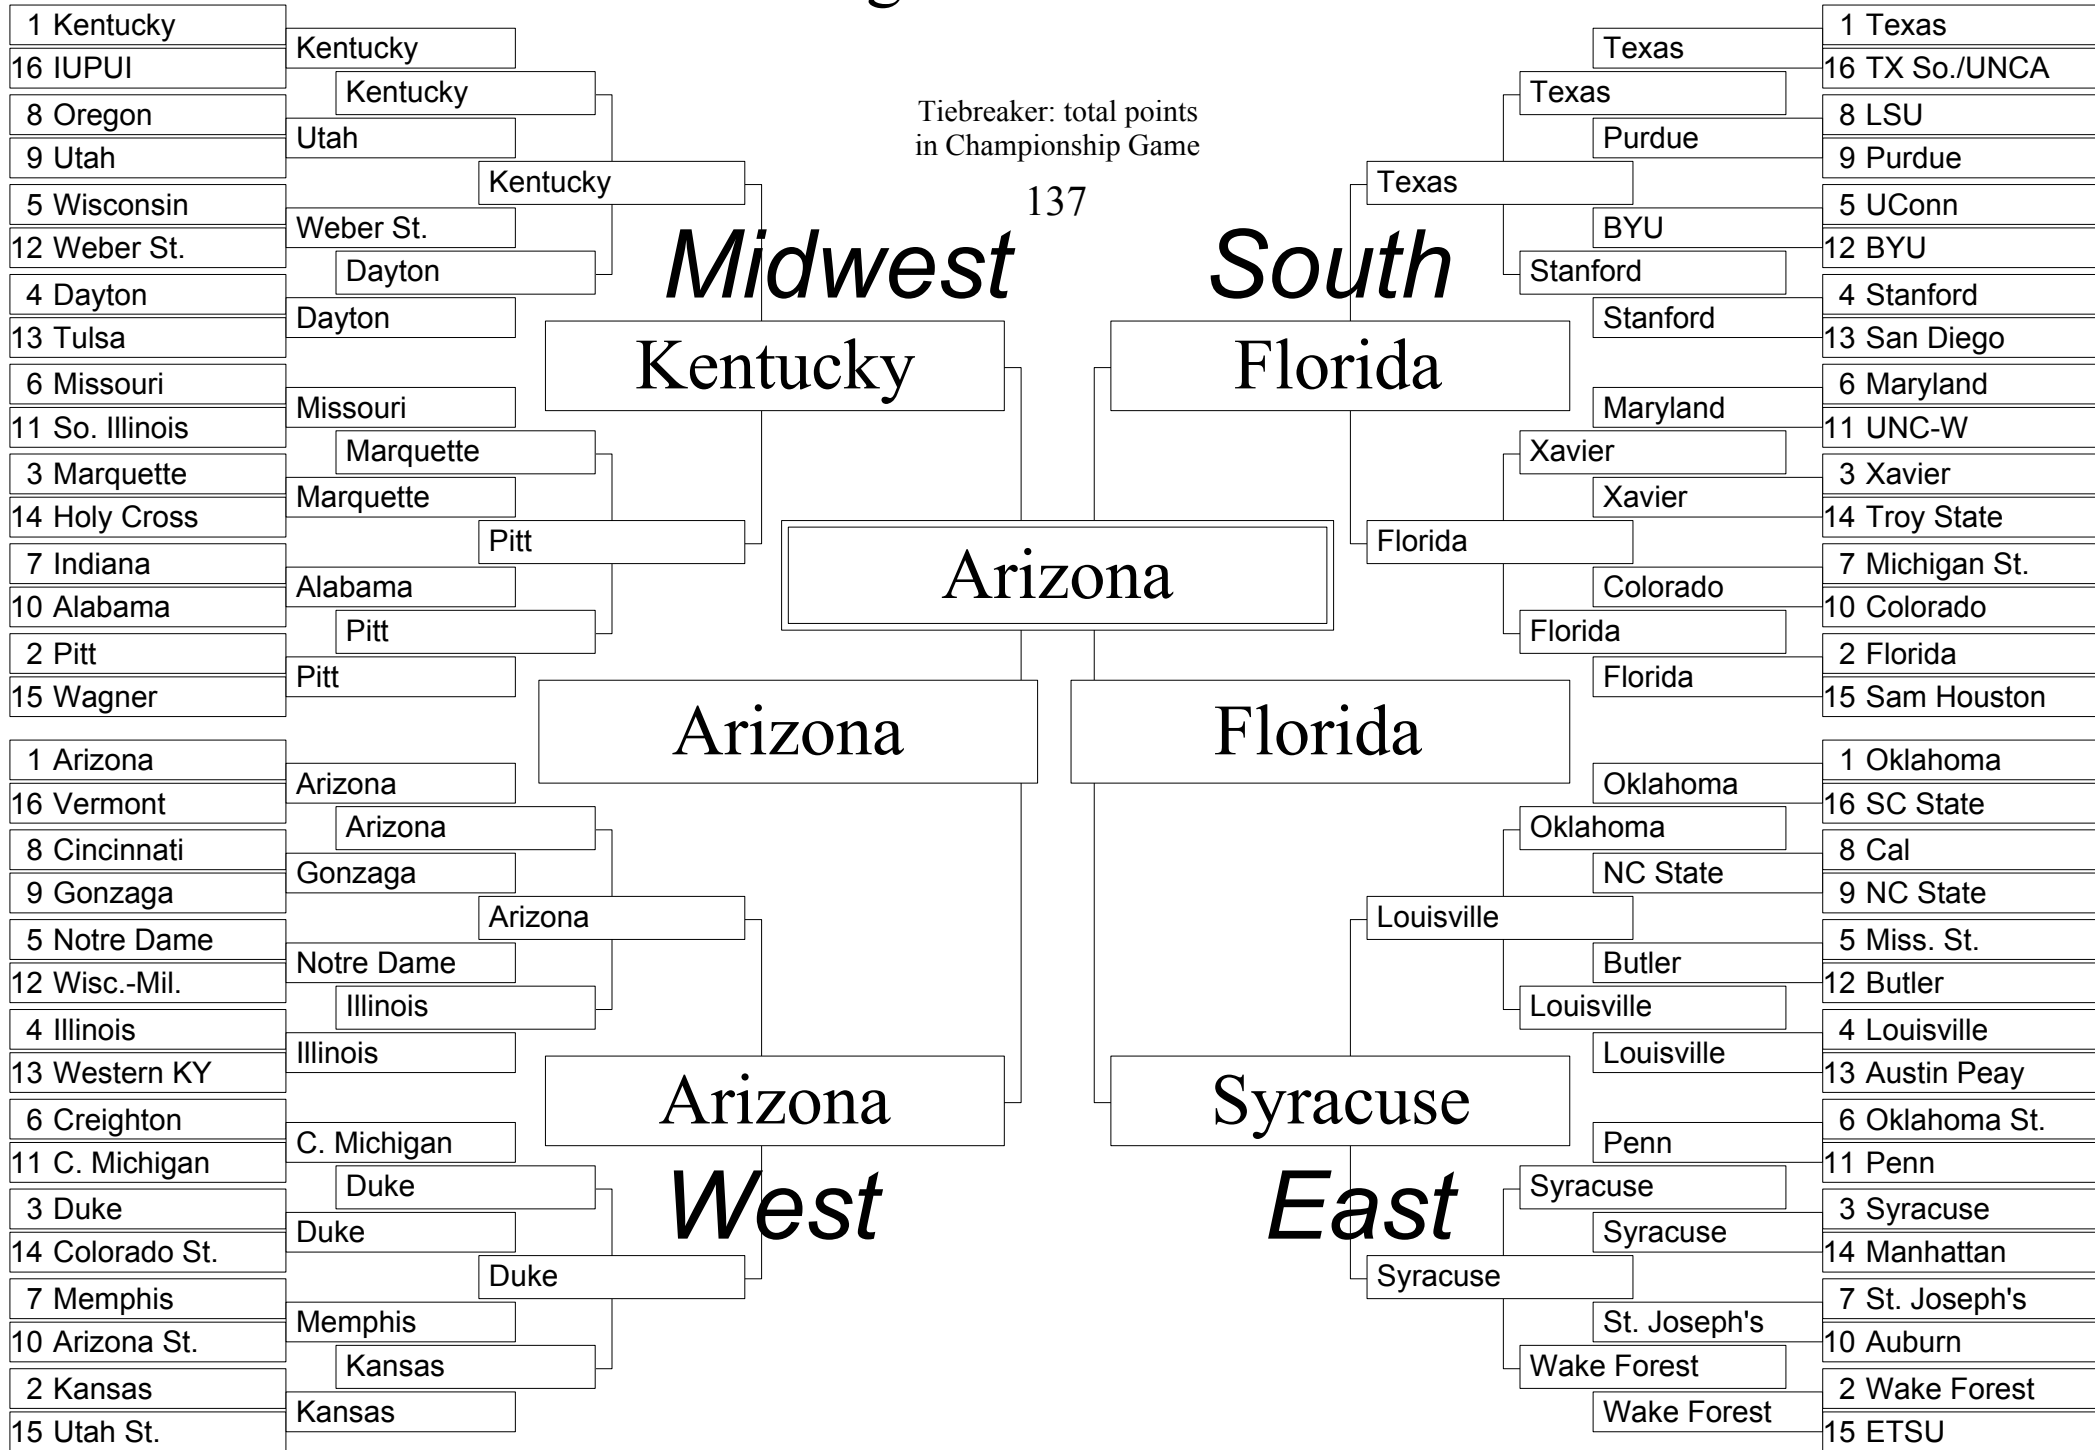 1 Kentucky
16 IUPUI
8 Oregon
9 Utah
5 Wisconsin
12 Weber St.
4 Dayton
13 Tulsa
6 Missouri
11 So. Illinois
3 Marquette
14 Holy Cross
7 Indiana
10 Alabama
2 Pitt
15 Wagner
Kentucky
Utah
Weber St.
Dayton
Missouri
Marquette
Alabama
Pitt
Kentucky
Dayton
Marquette
Pitt
Kentucky
Pitt
Midwest
Kentucky
1 Arizona
16 Vermont
8 Cincinnati
9 Gonzaga
5 Notre Dame
12 Wisc.-Mil.
4 Illinois
13 Western KY
6 Creighton
11 C. Michigan
3 Duke
14 Colorado St.
7 Memphis
10 Arizona St.
2 Kansas
15 Utah St.
Arizona
Gonzaga
Notre Dame
Illinois
C. Michigan
Duke
Memphis
Kansas
Arizona
Illinois
Duke
Kansas
Arizona
Duke
Arizona
West
Tiebreaker: total points
in Championship Game
137
Arizona
Arizona
Florida
South
Florida
Texas
Florida
Texas
Stanford
Xavier
Florida
Texas
Purdue
BYU
Stanford
Maryland
Xavier
Colorado
Florida
1 Texas
16 TX So./UNCA
8 LSU
9 Purdue
5 UConn
12 BYU
4 Stanford
13 San Diego
6 Maryland
11 UNC-W
3 Xavier
14 Troy State
7 Michigan St.
10 Colorado
2 Florida
15 Sam Houston
Syracuse
East
Louisville
Syracuse
Oklahoma
Louisville
Syracuse
Wake Forest
Oklahoma
NC State
Butler
Louisville
Penn
Syracuse
St. Joseph's
Wake Forest
1 Oklahoma
16 SC State
8 Cal
9 NC State
5 Miss. St.
12 Butler
4 Louisville
13 Austin Peay
6 Oklahoma St.
11 Penn
3 Syracuse
14 Manhattan
7 St. Joseph's
10 Auburn
2 Wake Forest
15 ETSU